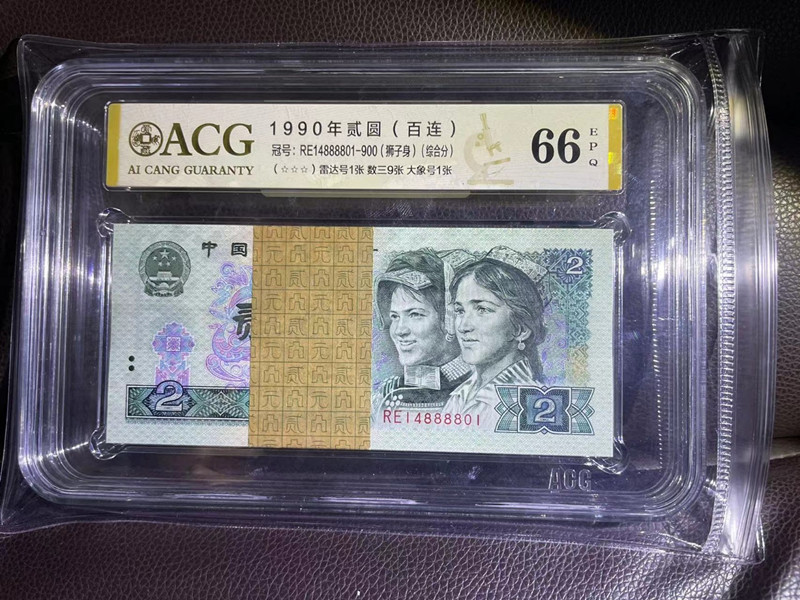 ACG
AI CANG GUARANTY
1990年贰圆(百连)
冠号:RE14888801-900(狮子身)(综合分)
(☆☆☆)雷达号1张 数三9张 大象号1张
66
EPQ
中国
2
2
RE14888801
2
ACG